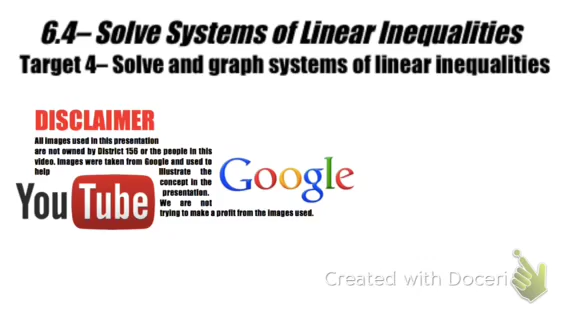 6.4– Solve Systems of Linear Inequalities
Target 4– Solve and graph systems of linear inequalities
DISCLAIMER
All images used in this presentation
are not owned by District 156 or the people in this
video. Images were taken from Google and used to
help illustrate the
concept in the
presentation.
We are not
trying to make a profit from the images used.
YouTube
Google
Created with Doceri